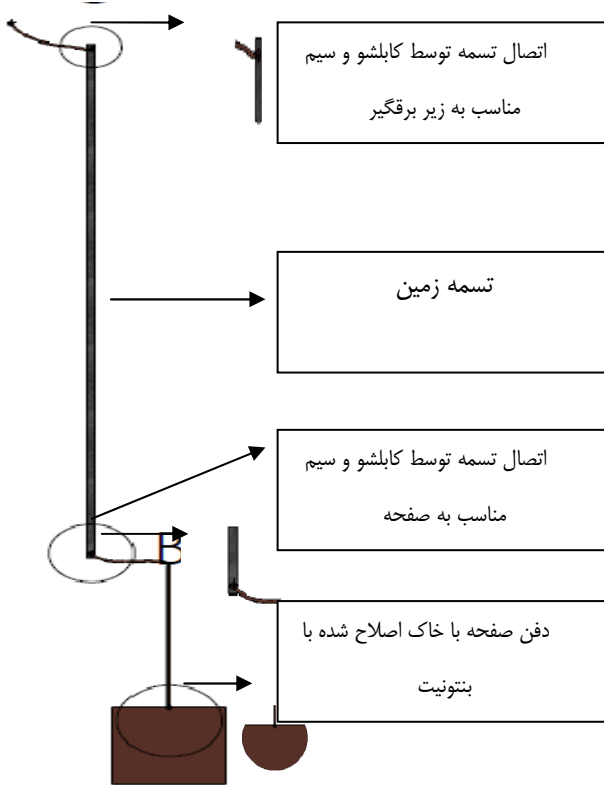 اتصال تسمه توسط کابلشو و سیم
مناسب به زیر برقگیر
تسمه زمین
اتصال تسمه توسط کابلشو و سیم
مناسب به صفحه
دفن صفحه با خاک اصلاح شده با
بنتونیت